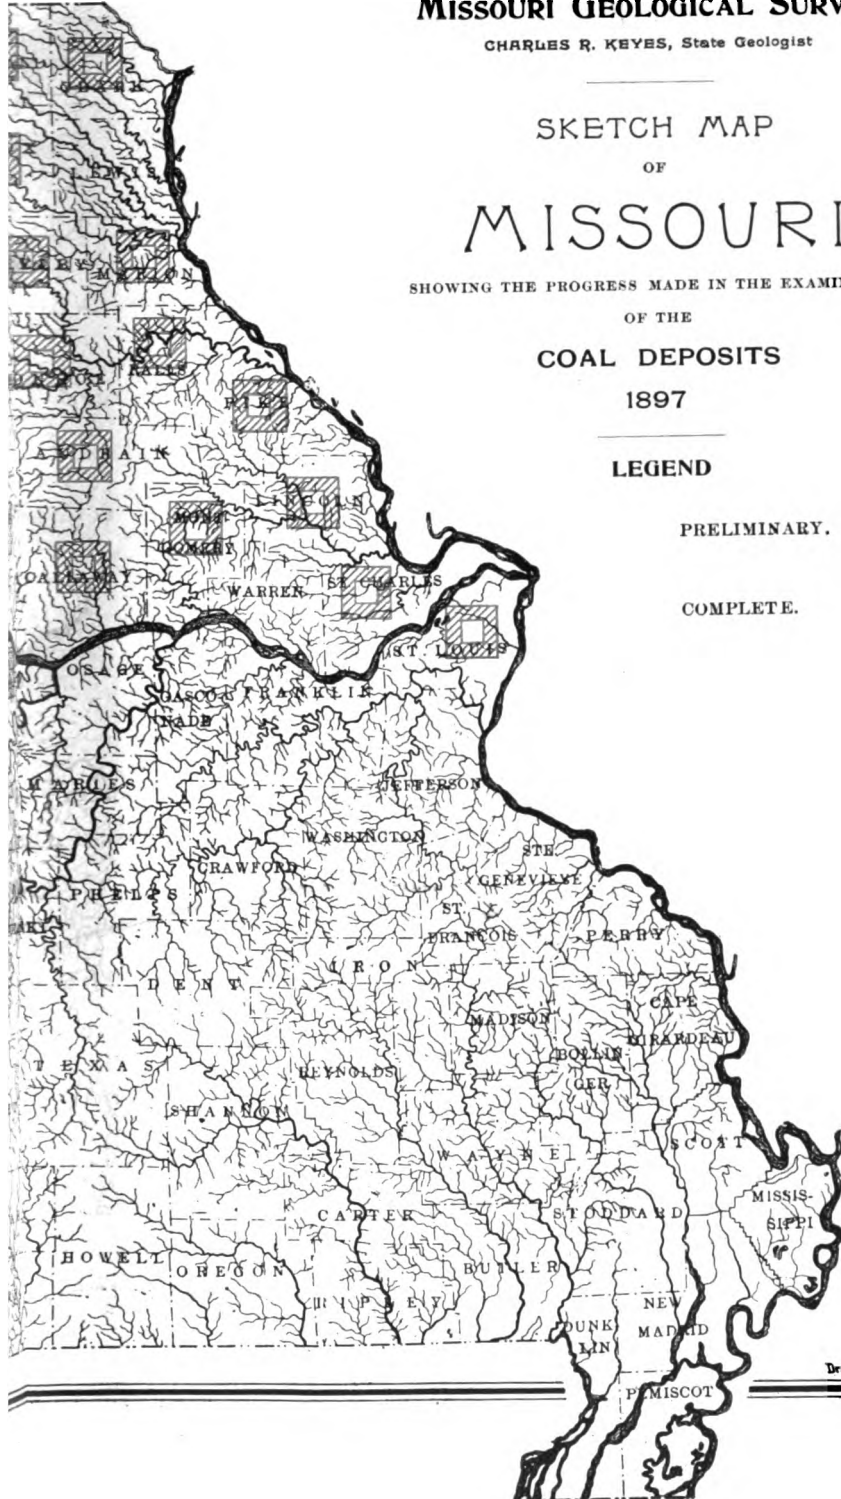 MISSOURI GEOLOGICAL SURV
CHARLES R. KEYES, State Geologist
SKETCH MAP
OF
MISSOURI
SHOWING THE PROGRESS MADE IN THE EXAMI
OF THE
COAL DEPOSITS
1897
LEGEND
PRELIMINARY.
COMPLETE.
LEWIS
MARION
RALLS
PIKE
AUDRAIN
LINCOLN
MONT
GOMERY
CALLAWAY
WARREN
ST. CHARLES
ST. LOUIS
OSAGE
GASCO
NADE
FRANKLIN
MARIES
JEFFERSON
WASHINGTON
CRAWFORD
STE.
GENEVIEVE
PHELPS
ST
FRANCOIS
PERRY
IRON
DENT
CAPE
GIRARDEAU
MADISON
BOLLIN
GER
TEXAS
REYNOLDS
SHANNON
SCOTT
WAYNE
MISSIS-
SIPPI
CARTER
STODDARD
HOWELL
OREGON
BUTLER
RIPLEY
NEW
MADRID
DUNK
LIN
PEMISCOT